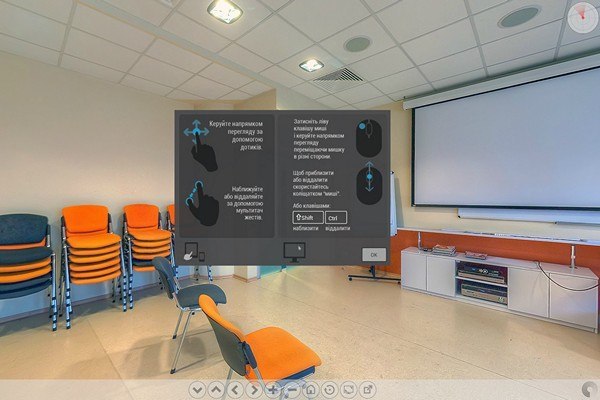 Керуйте напрямком
перегляду за
допомогою
дотиків.
Наближуйте
або віддаляйте
за допомогою
мультитач
жестів.
Затисніть ліву
клавішу миші
і керуйте напрямком
перегляду
переміщаючи мишку
в різні сторони.
Щоб приблизити
або віддалити
скористайтесь
коліщатком "миші".
Або клавішами:
⇧Shift Ctrl
наблизити віддалити
OK